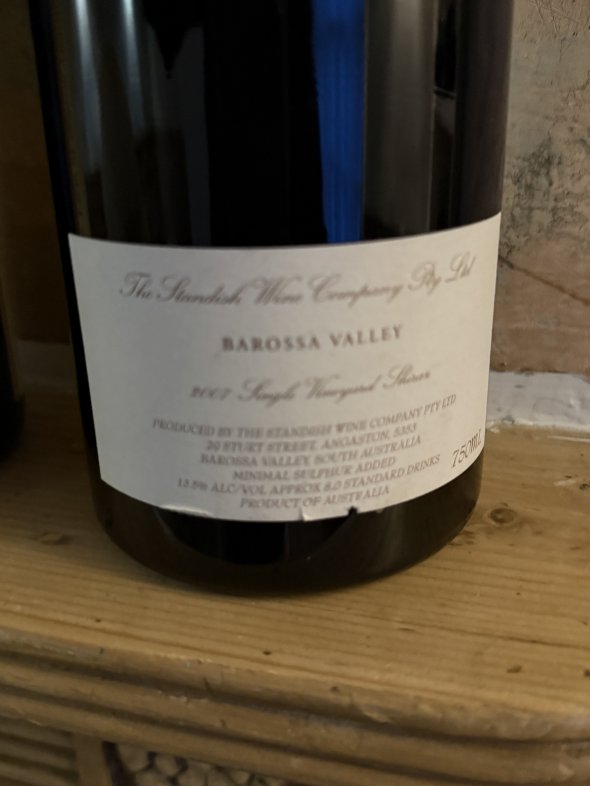 The Standish Wine Company Pty Ltd
BAROSSA VALLEY
2007 Single Vineyard Shiraz
PRODUCED BY THE STANDISH WINE COMPANY PTY LTD
20 STURT STREET, ANGASTON, 5353
BAROSSA VALLEY, SOUTH AUSTRALIA
MINIMAL SULPHUR ADDED
13.5% ALC/VOL APPROX 8.0 STANDARD DRINKS
PRODUCT OF AUSTRALIA
750mL